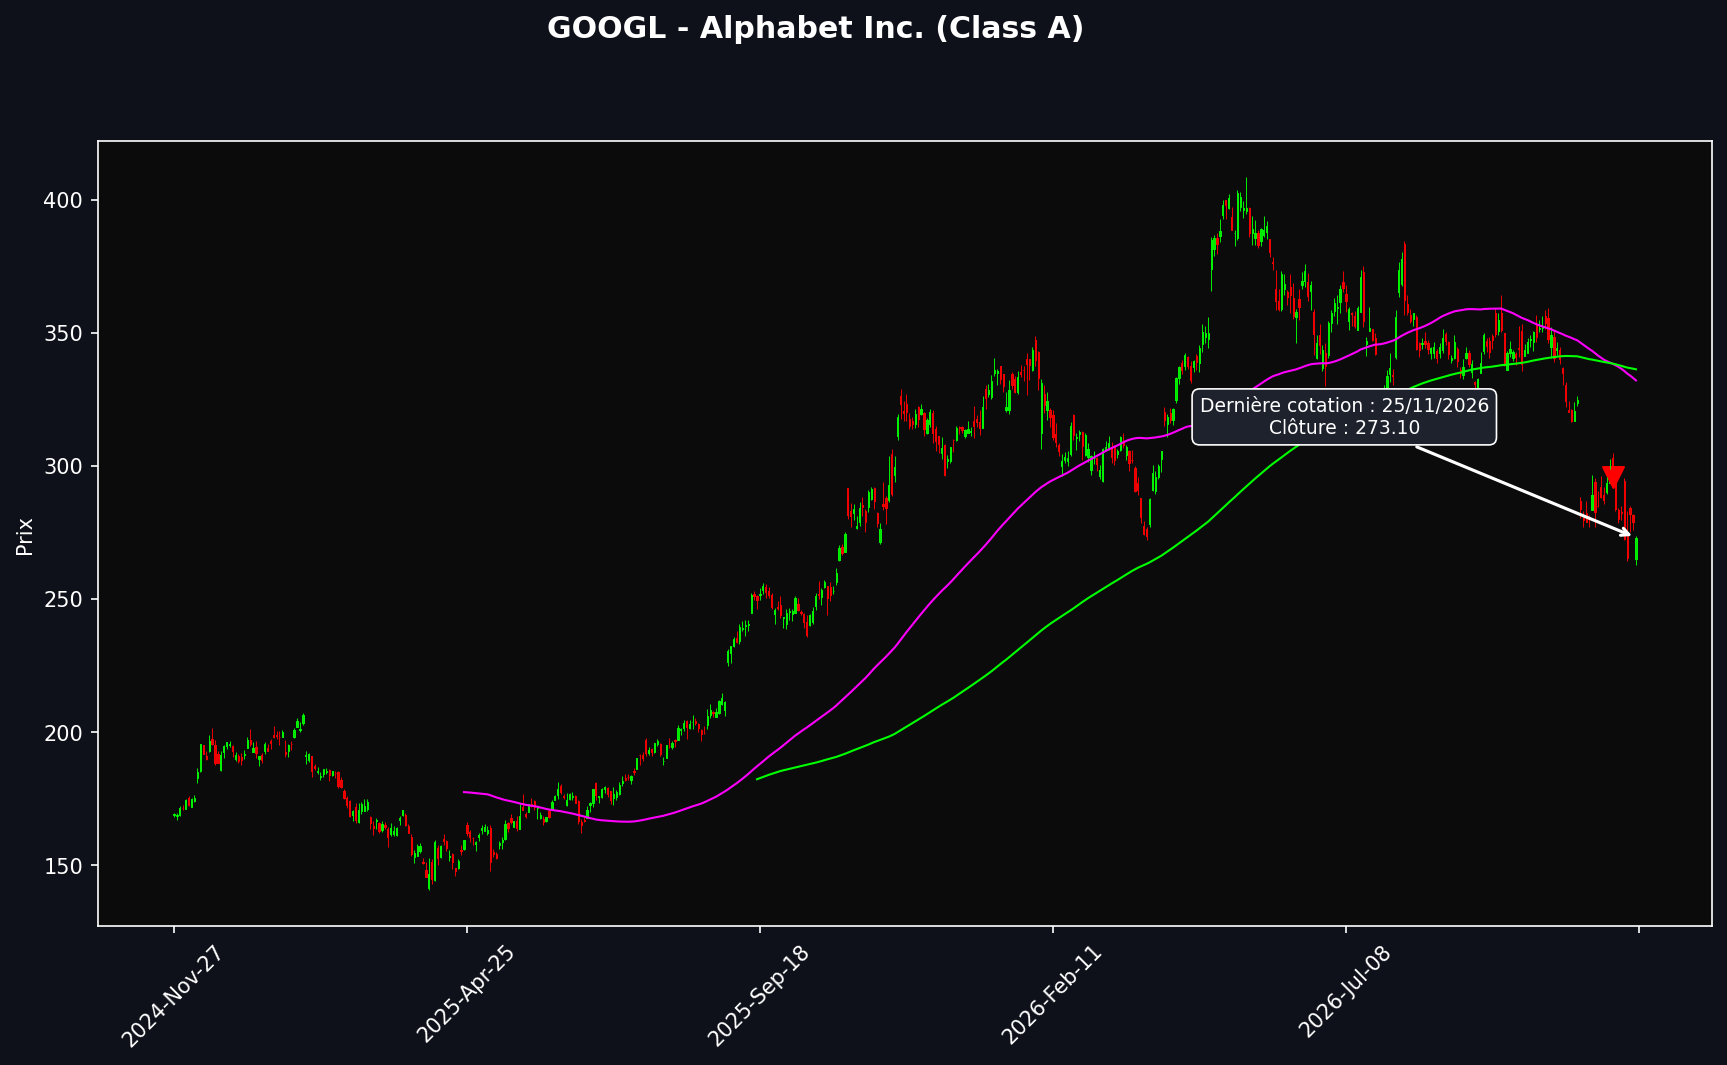 GOOGL - Alphabet Inc. (Class A)
400
350
300
250
200
150
Prix
Dernière cotation : 25/11/2026
Clôture : 273.10
2024-Nov-27
2025-Apr-25
2025-Sep-18
2026-Feb-11
2026-Jul-08